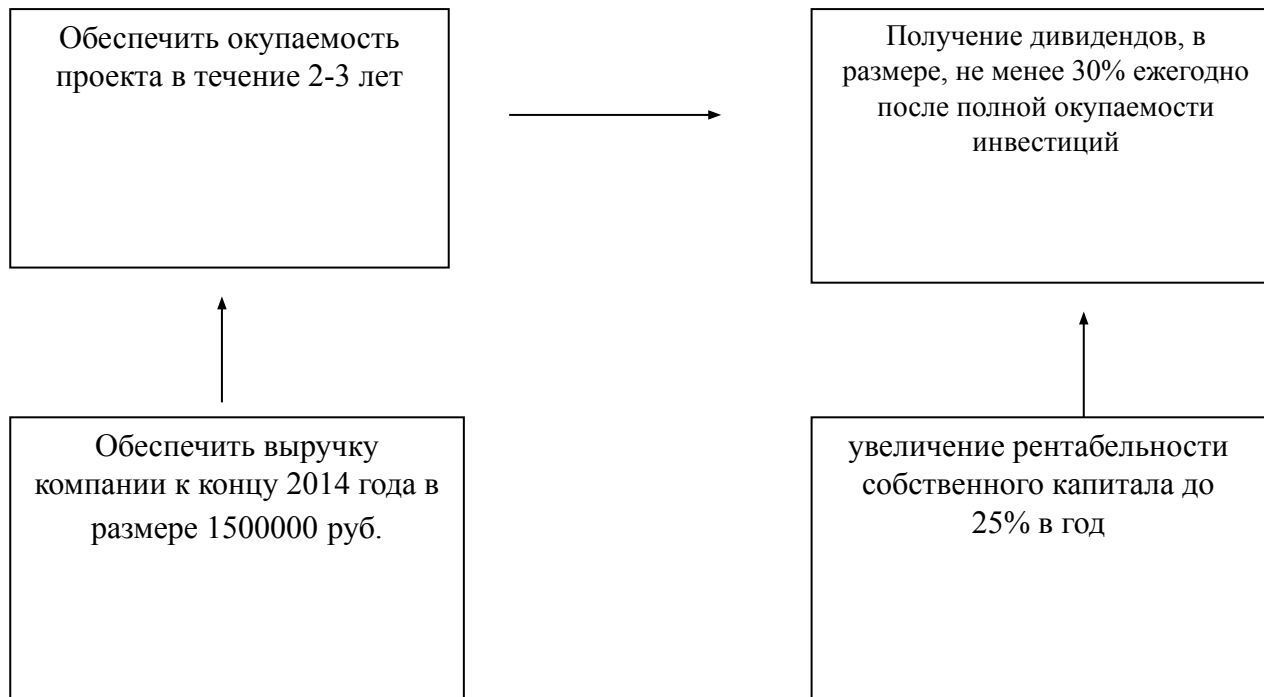 Обеспечить окупаемость
проекта в течение 2-3 лет
Получение дивидендов, в
размере, не менее 30% ежегодно
после полной окупаемости
инвестиций
Обеспечить выручку
компании к концу 2014 года в
размере 1500000 руб.
увеличение рентабельности
собственного капитала до
25% в год